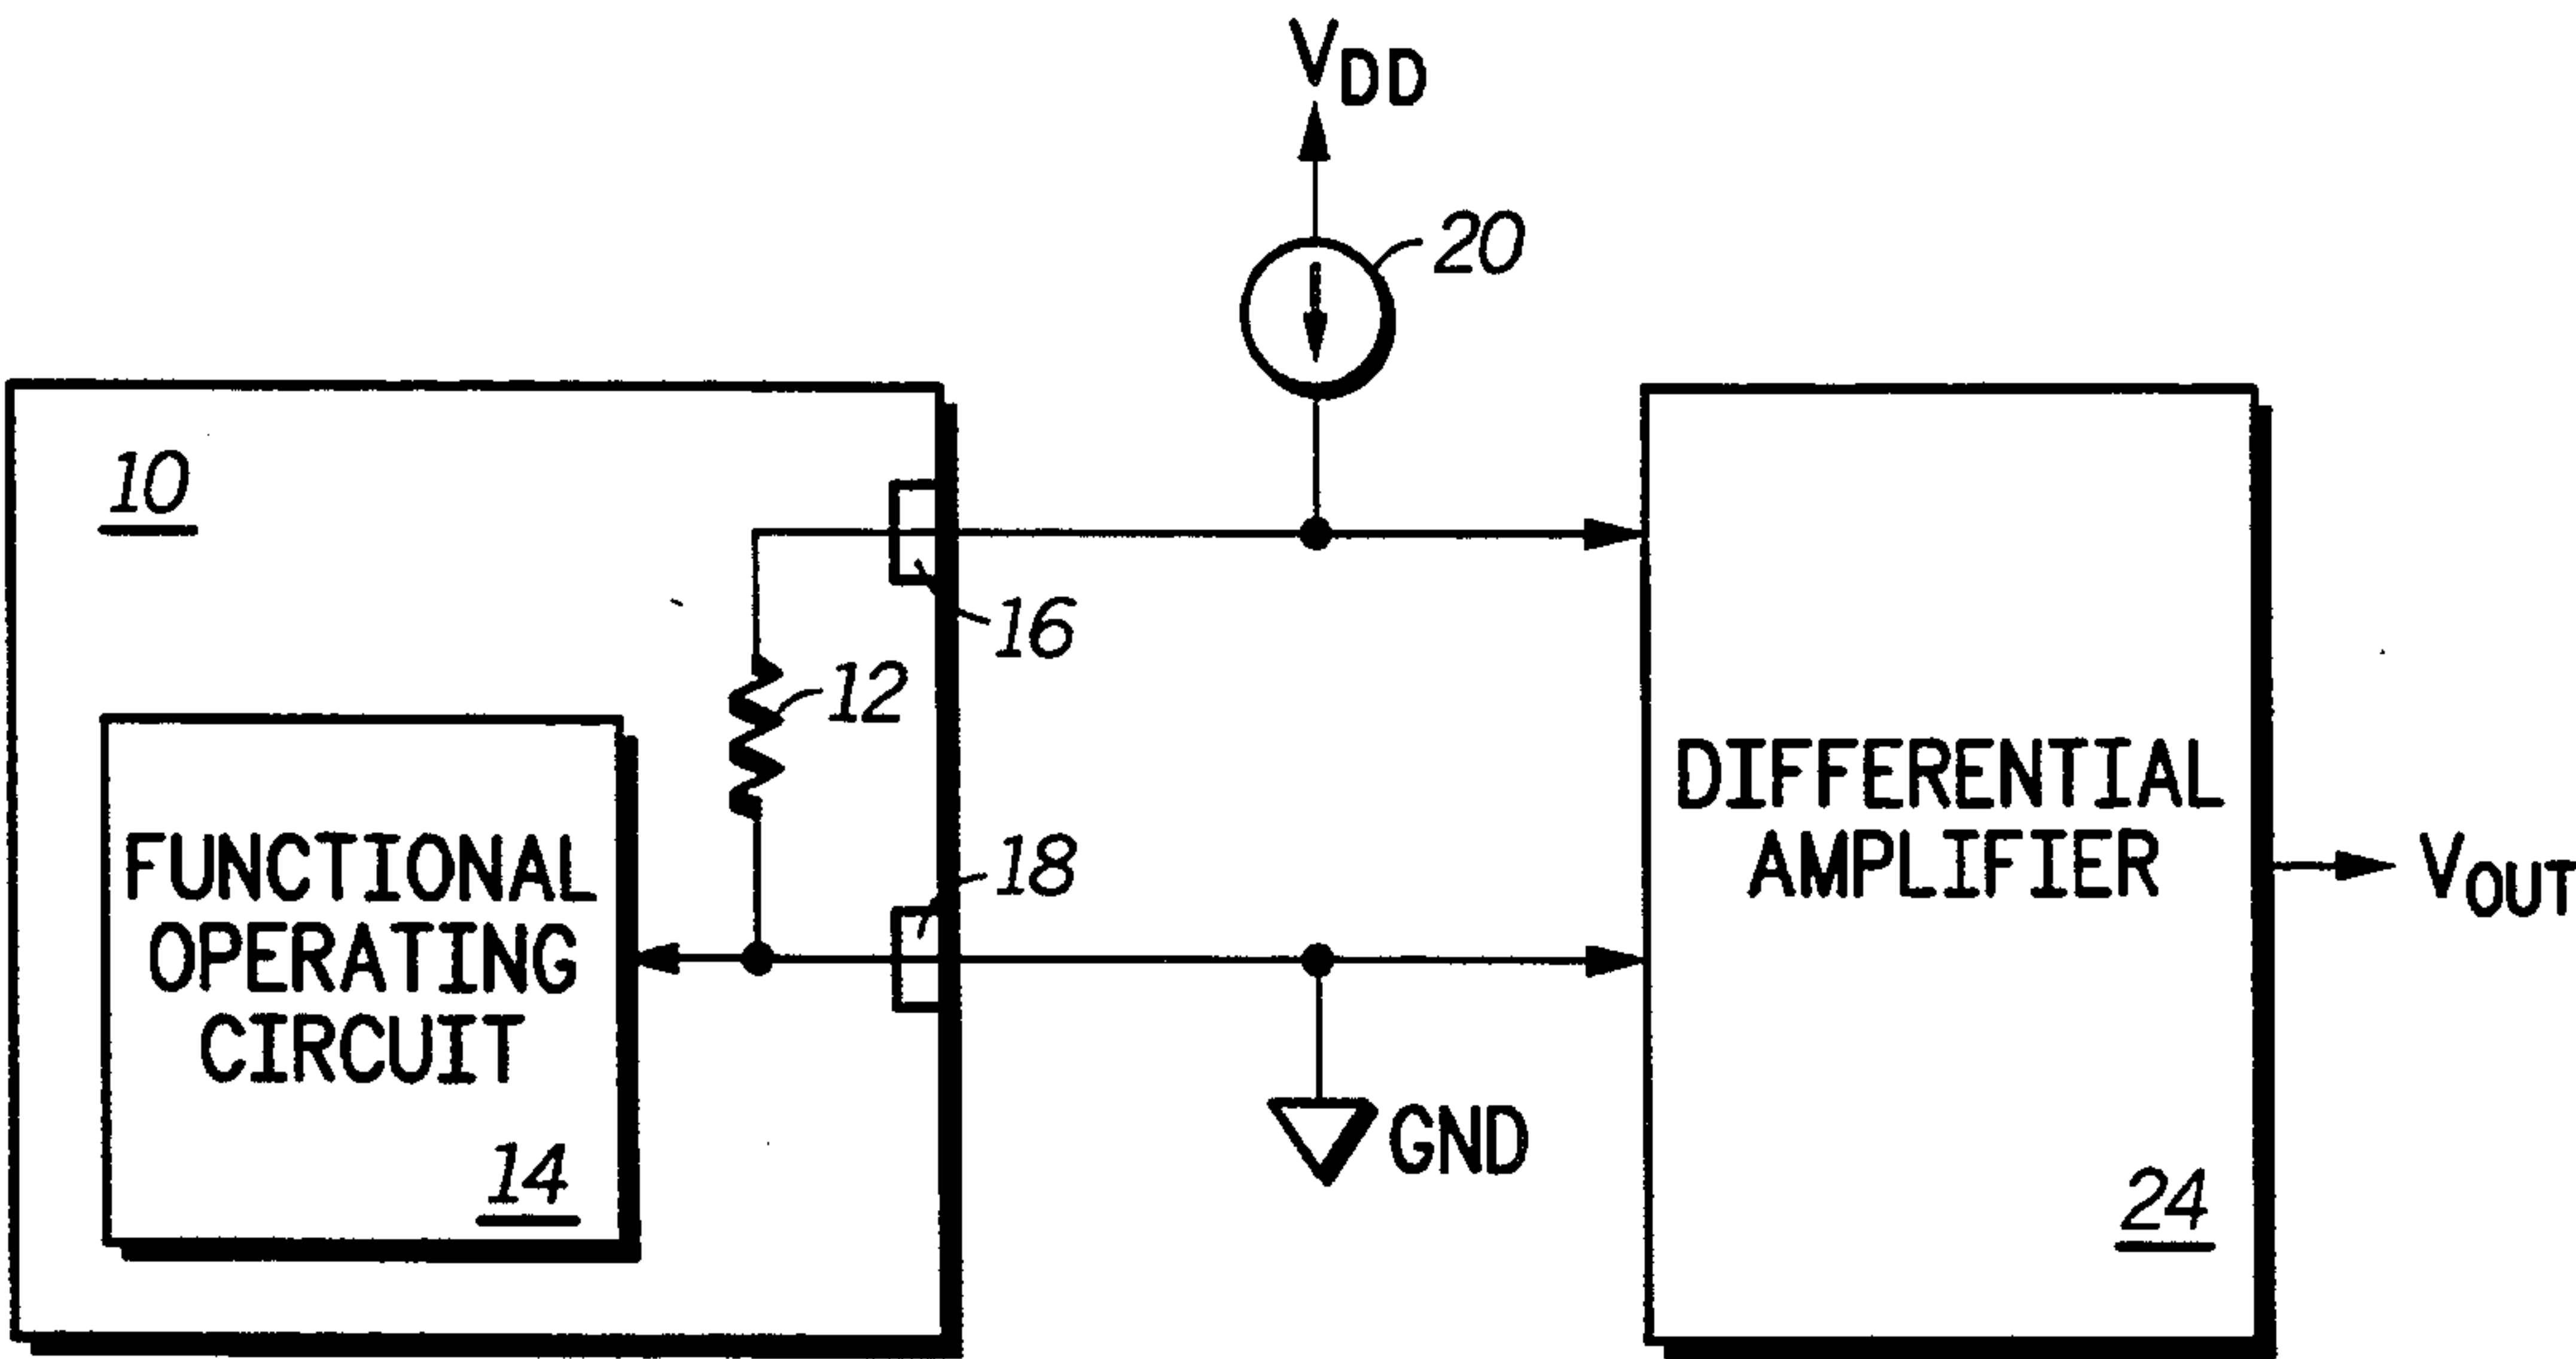 VDD
20
10
16
12
18
FUNCTIONAL
OPERATING
CIRCUIT
14
GND
DIFFERENTIAL
AMPLIFIER
24
VOUT